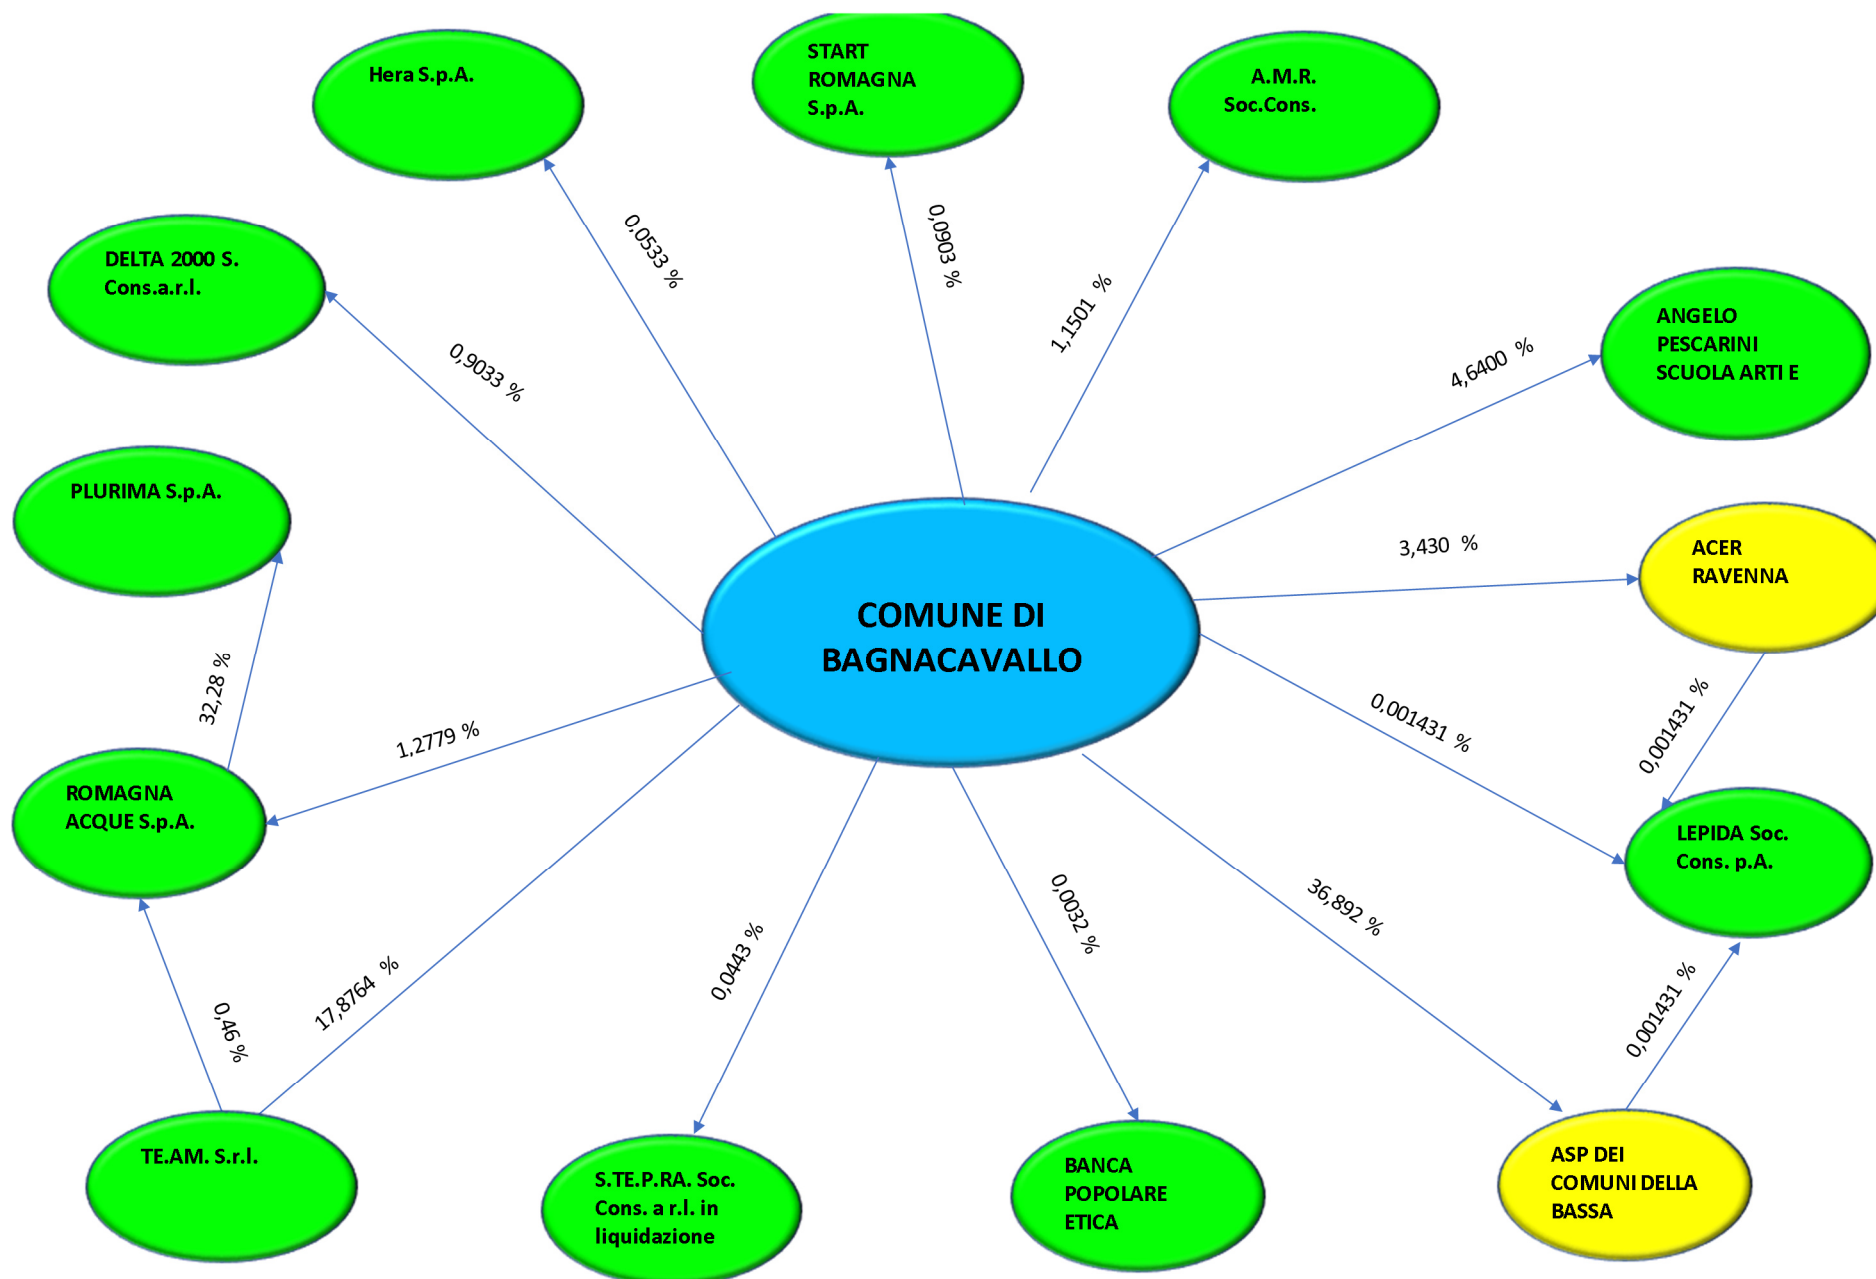 Hera S.p.A.
START
ROMAGNA
S.p.A.
A.M.R.
Soc.Cons.
DELTA 2000 S.
Cons.a.r.l.
0,0533 %
0,0903 %
1,1501 %
ANGELO
PESCARINI
SCUOLA ARTI E
0,9033 %
4,6400 %
PLURIMA S.p.A.
3,430 %
ACER
RAVENNA
COMUNE DI
BAGNACAVALLO
32,28 %
1,2779 %
0,001431 %
0,001431 %
ROMAGNA
ACQUE S.p.A.
LEPIDA Soc.
Cons. p.A.
0,46 %
17,8764 %
0,0443 %
0,0032 %
36,892 %
0,001431 %
TE.AM. S.r.l.
S.TE.P.RA. Soc.
Cons. a r.l. in
liquidazione
BANCA
POPOLARE
ETICA
ASP DEI
COMUNI DELLA
BASSA